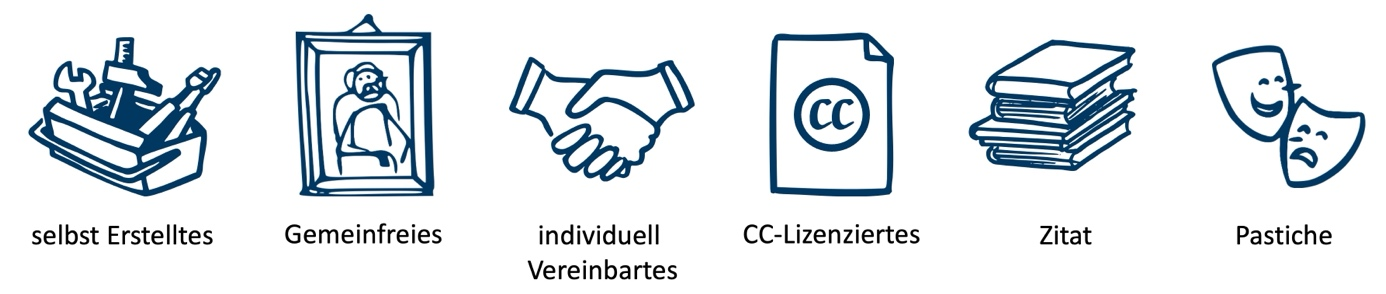 CC
selbst Erstelltes
Gemeinfreies
individuell
Vereinbartes
CC-Lizenziertes
Zitat
Pastiche